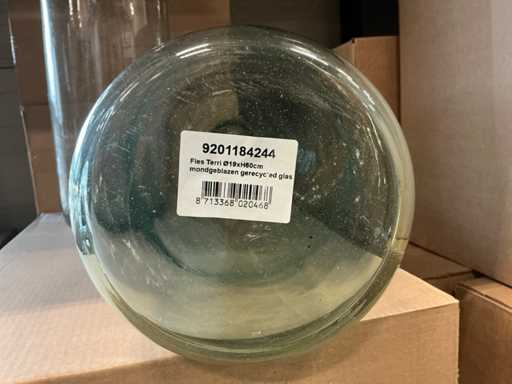 9201184244
Fles Terri Ø19xH60cm
mondgeblazen gerecycled glas
8 713368 020468